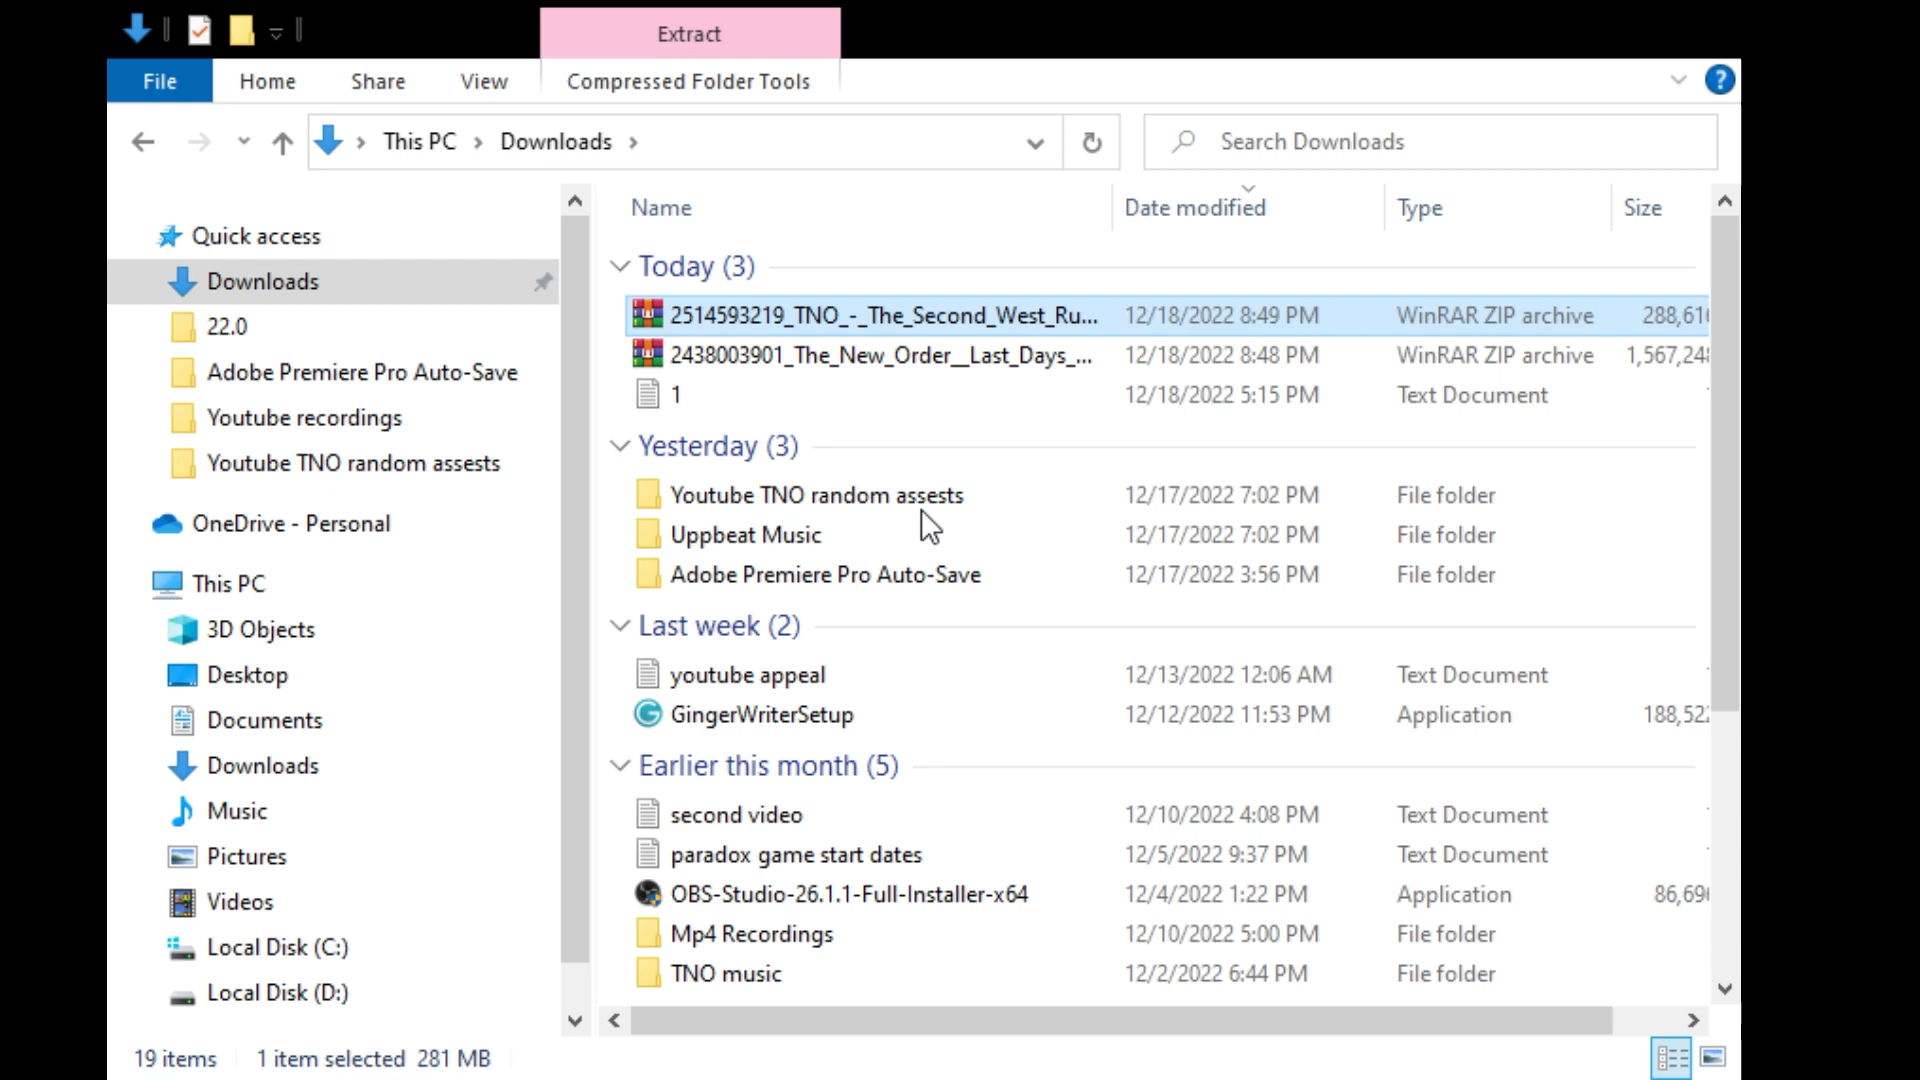 Extract
File Home Share View Compressed Folder Tools ?
This PC > Downloads > Search Downloads
Name Date modified Type Size
Quick access
Downloads
22.0
Adobe Premiere Pro Auto-Save
Youtube recordings
Youtube TNO random assests
OneDrive - Personal
This PC
3D Objects
Desktop
Documents
Downloads
Music
Pictures
Videos
Local Disk (C:)
Local Disk (D:)
Today (3)
2514593219_TNO_-_The_Second_West_Ru... 12/18/2022 8:49 PM WinRAR ZIP archive 288,61
2438003901_The_New_Order__Last_Days_... 12/18/2022 8:48 PM WinRAR ZIP archive 1,567,24
1 12/18/2022 5:15 PM Text Document
Yesterday (3)
Youtube TNO random assests 12/17/2022 7:02 PM File folder
Uppbeat Music 12/17/2022 7:02 PM File folder
Adobe Premiere Pro Auto-Save 12/17/2022 3:56 PM File folder
Last week (2)
youtube appeal 12/13/2022 12:06 AM Text Document
GingerWriterSetup 12/12/2022 11:53 PM Application 188,52
Earlier this month (5)
second video 12/10/2022 4:08 PM Text Document
paradox game start dates 12/5/2022 9:37 PM Text Document
OBS-Studio-26.1.1-Full-Installer-x64 12/4/2022 1:22 PM Application 86,69
Mp4 Recordings 12/10/2022 5:00 PM File folder
TNO music 12/2/2022 6:44 PM File folder
19 items 1 item selected 281 MB